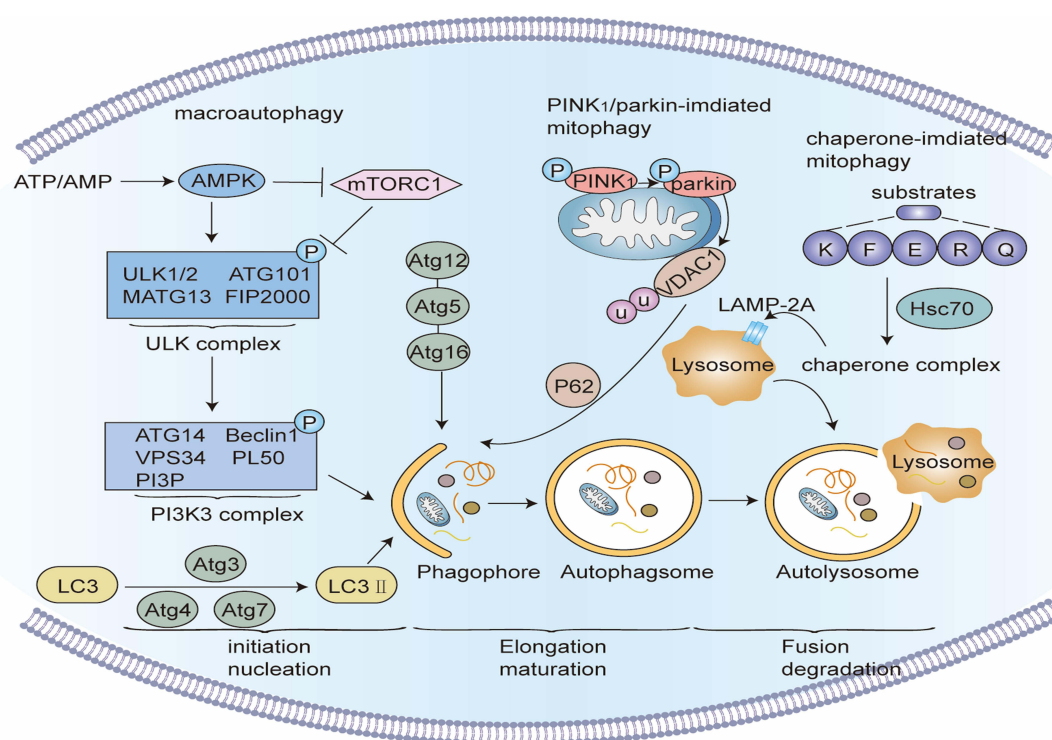 macroautophagy
ATP/AMP
AMPK
mTORC1
P
ULK1/2 ATG101
MATG13 FIP2000
ULK complex
P
ATG14 Beclin1
VPS34 PL50
PI3P
PI3K3 complex
LC3
Atg3
Atg4
Atg7
LC3 II
Atg12
Atg5
Atg16
PINK1/parkin-imdiated
mitophagy
P
PINK1
P
parkin
VDAC1
u
u
P62
chaperone-imdiated
mitophagy
substrates
K F E R Q
Hsc70
chaperone complex
LAMP-2A
Lysosome
Lysosome
Phagophore
Autophagsome
Autolysosome
initiation
nucleation
Elongation
maturation
Fusion
degradation